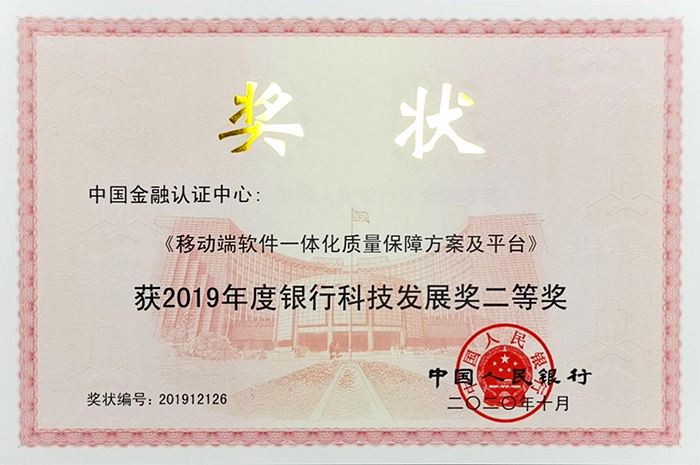 奖 状
中国金融认证中心:
《移动端软件一体化质量保障方案及平台》
获2019年度银行科技发展奖二等奖
中国人民银行
中国人民银行
二〇二〇年十月
奖状编号: 201912126